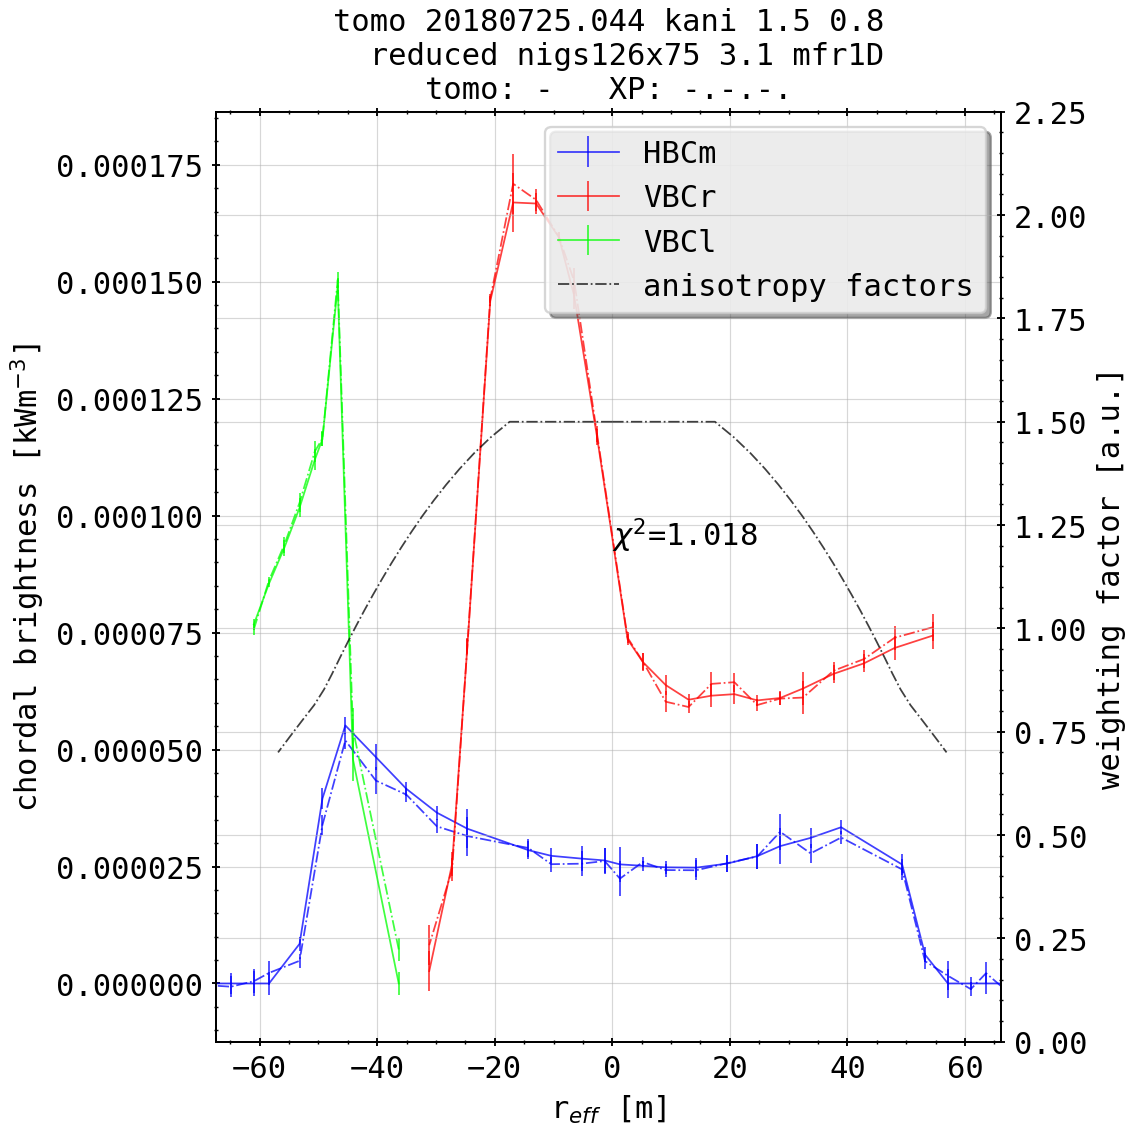 tomo 20180725.044 kani 1.5 0.8
reduced nigs126x75 3.1 mfr1D
tomo: -   XP: -.-.-.
HBCm
VBCr
VBCl
anisotropy factors
χ²=1.018
chordal brightness [kWm⁻³]
0.000175
0.000150
0.000125
0.000100
0.000075
0.000050
0.000025
0.000000
2.25
2.00
1.75
1.50
1.25
1.00
0.75
0.50
0.25
0.00
weighting factor [a.u.]
−60 −40 −20 0 20 40 60
r_eff [m]